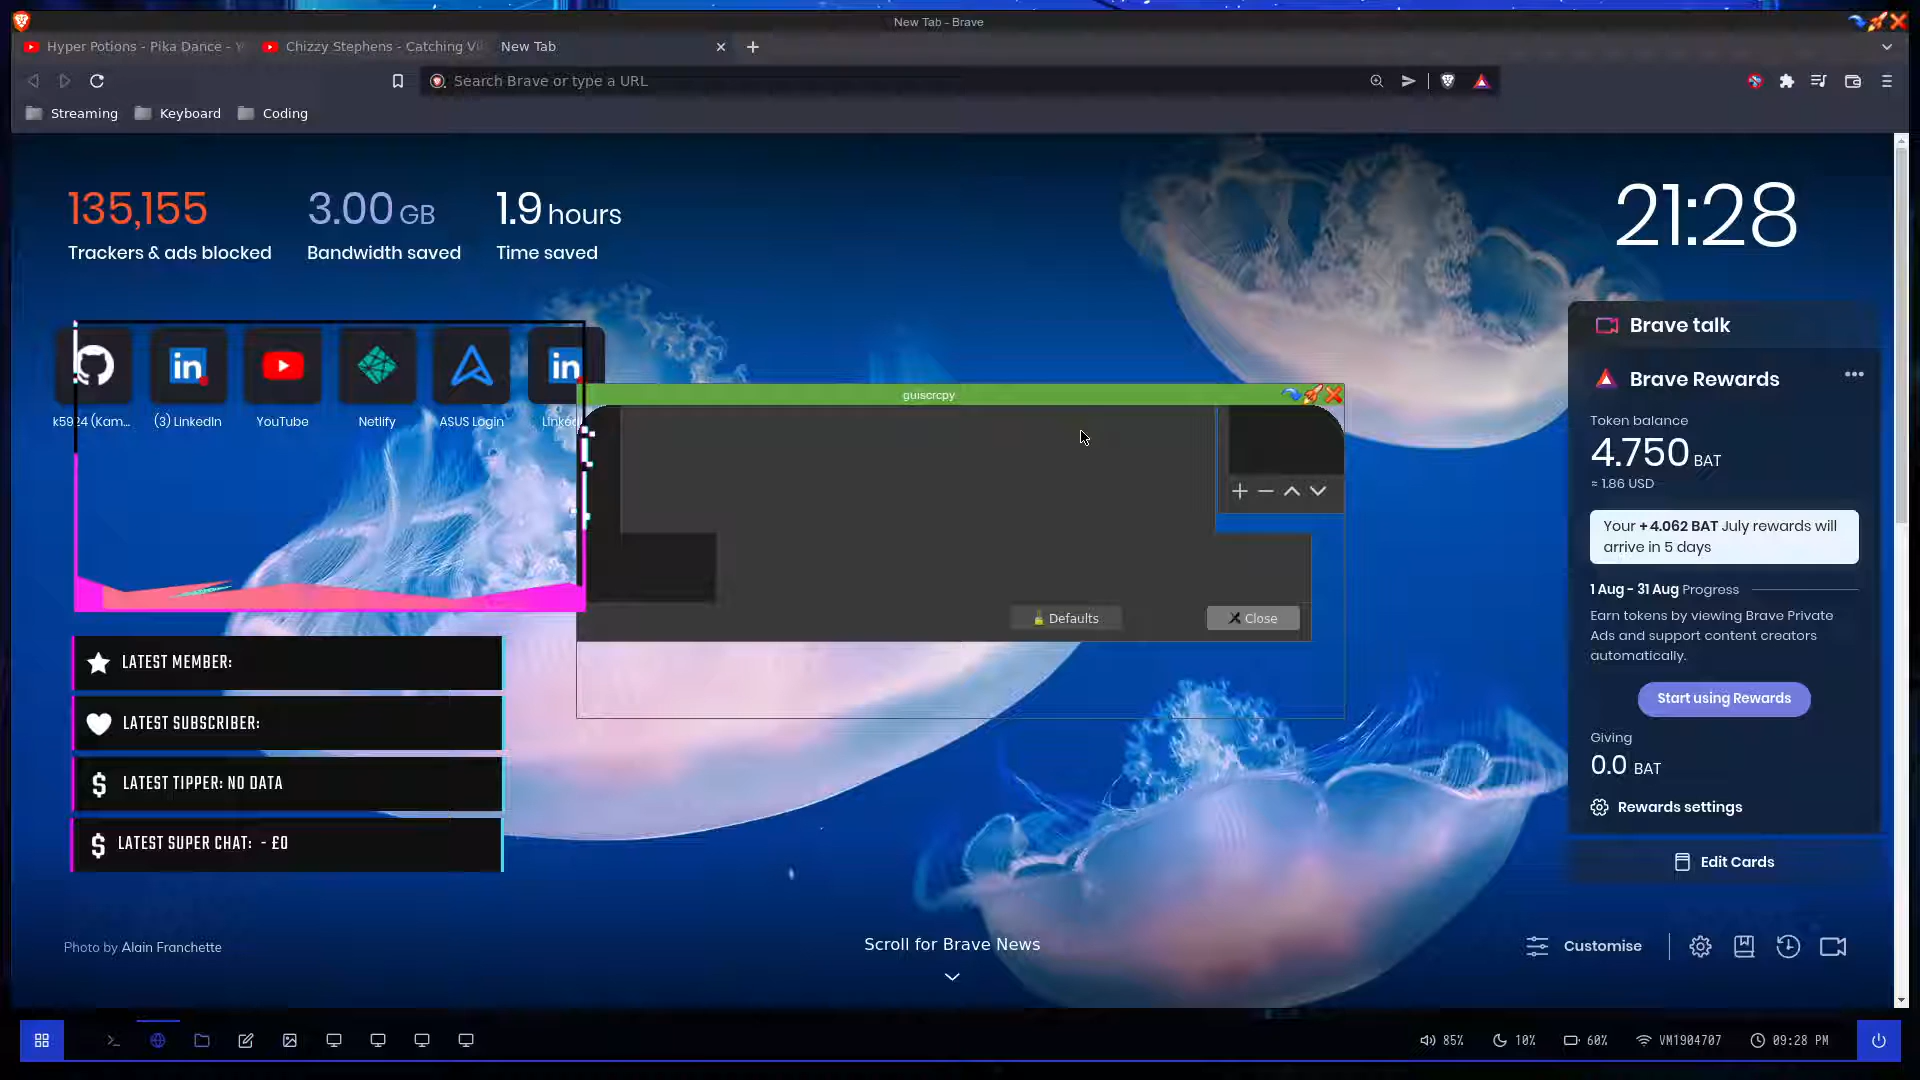 New Tab - Brave
Hyper Potions - Pika Dance - Y
Chizzy Stephens - Catching Vi
New Tab
Search Brave or type a URL
Streaming
Keyboard
Coding
135,155
Trackers & ads blocked
3.00 GB
Bandwidth saved
1.9 hours
Time saved
21:28
k5924 (Kam...
(3) LinkedIn
YouTube
Netlify
ASUS Login
guiscrcpy
Defaults
Close
LATEST MEMBER:
LATEST SUBSCRIBER:
LATEST TIPPER: NO DATA
LATEST SUPER CHAT: - £0
Brave talk
Brave Rewards
Token balance
4.750 BAT
≈ 1.86 USD
Your +4.062 BAT July rewards will
arrive in 5 days
1 Aug - 31 Aug Progress
Earn tokens by viewing Brave Private
Ads and support content creators
automatically.
Start using Rewards
Giving
0.0 BAT
Rewards settings
Edit Cards
Photo by Alain Franchette
Scroll for Brave News
Customise
85%
10%
60%
VM1904707
09:28 PM